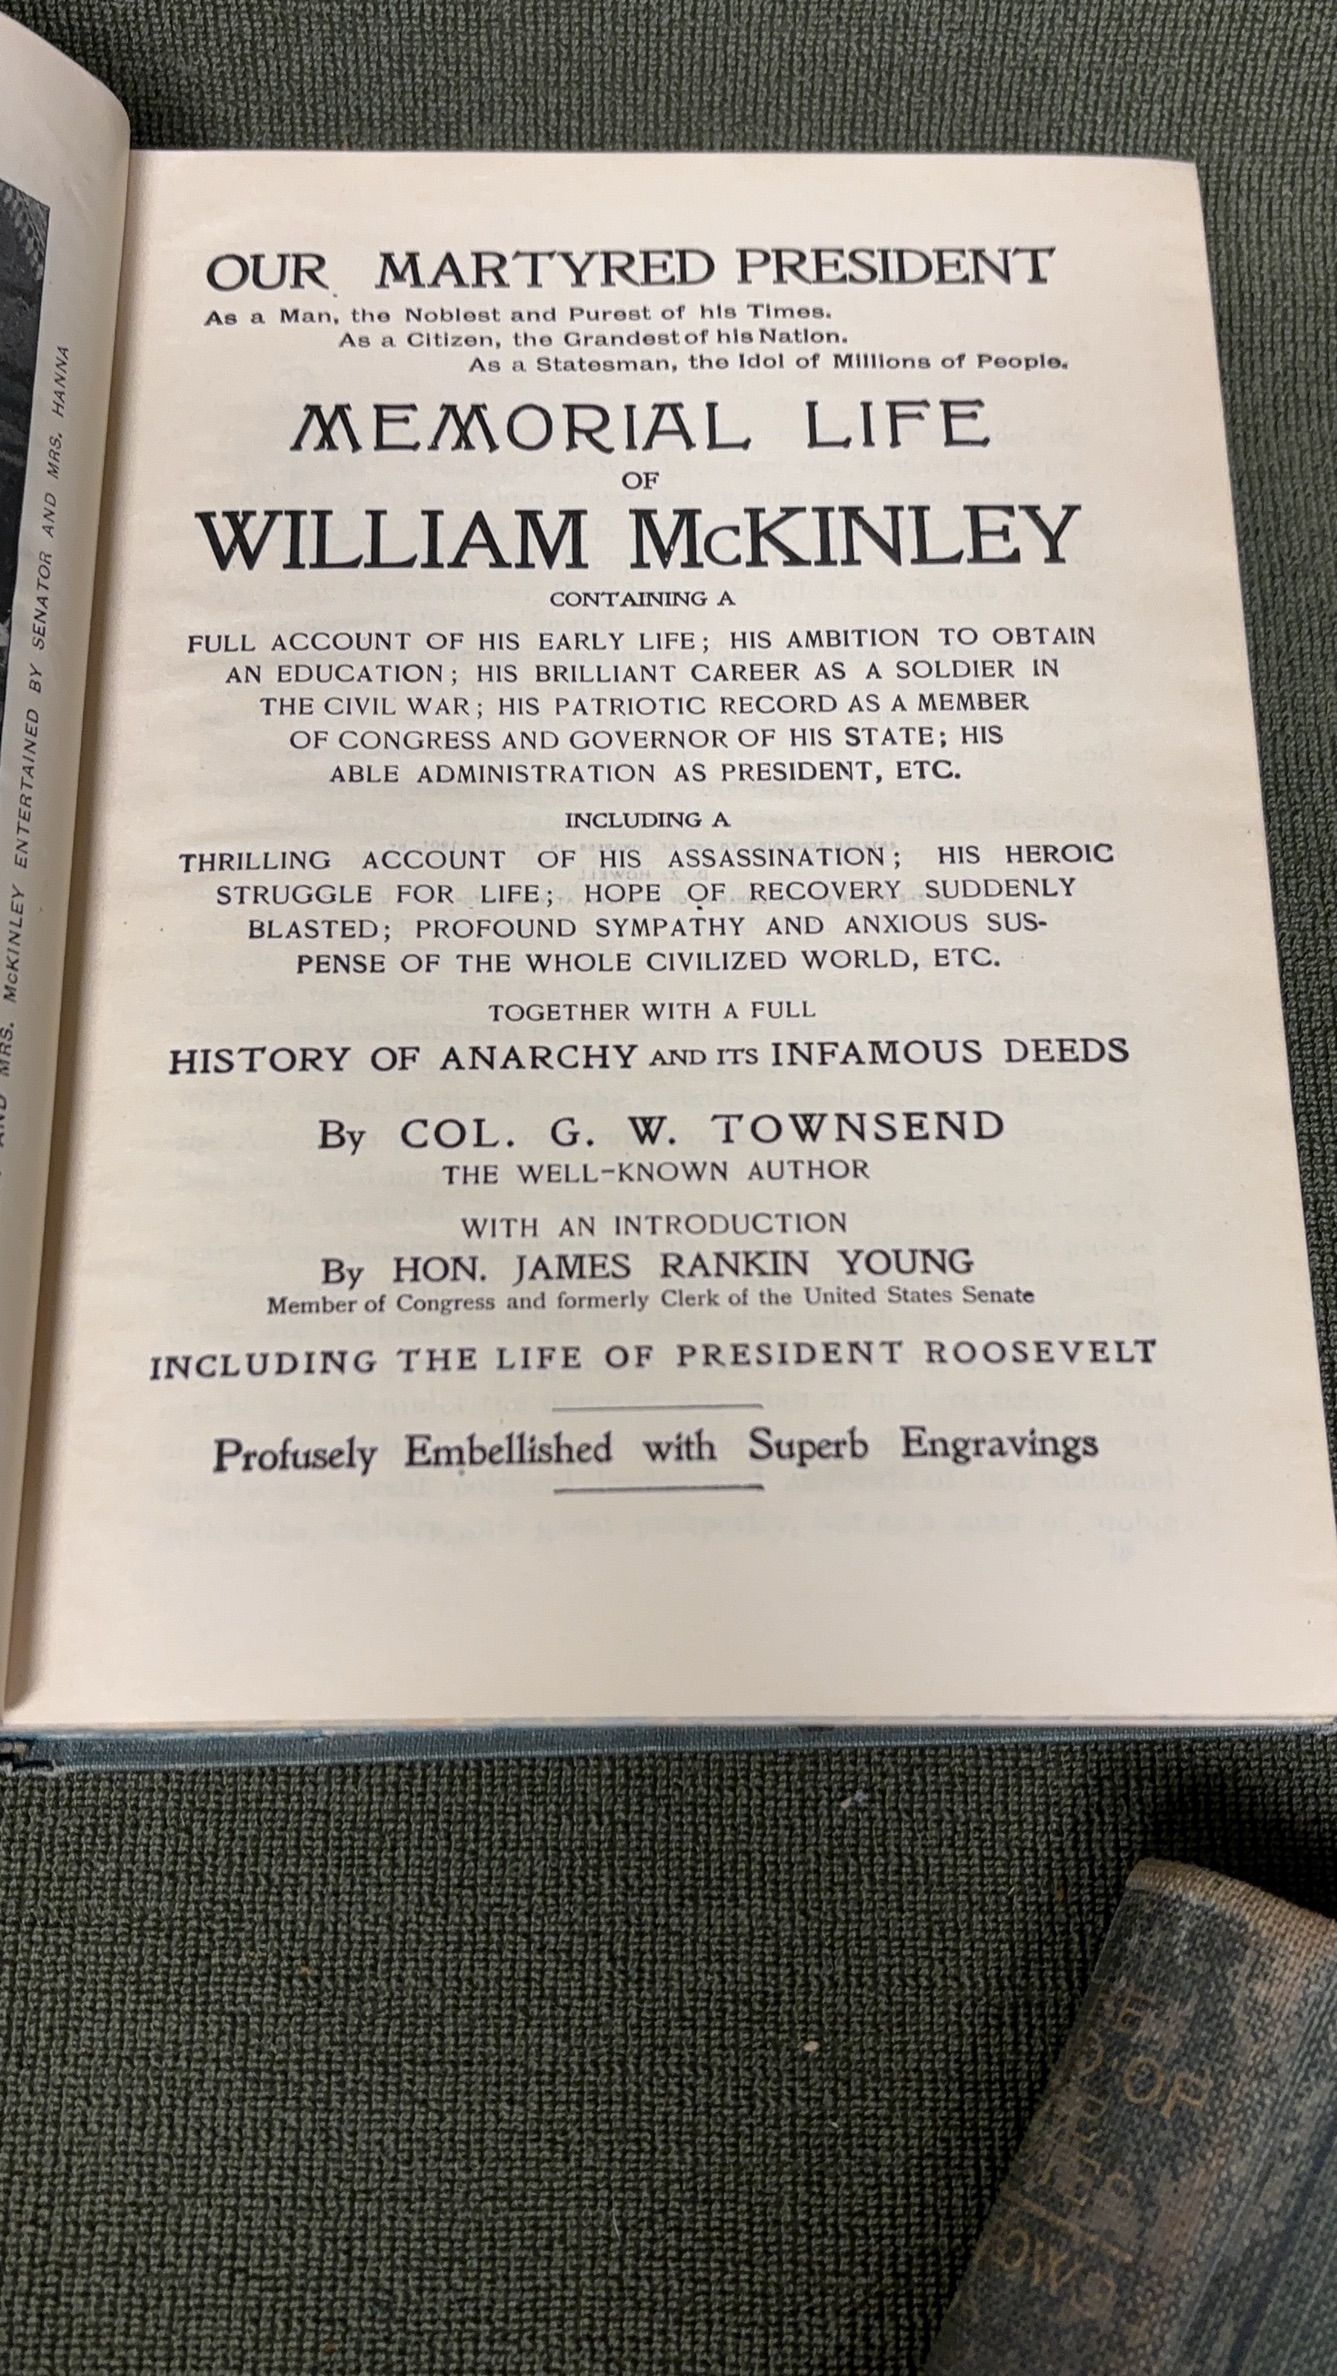 OUR MARTYRED PRESIDENT
As a Man, the Noblest and Purest of his Times.
As a Citizen, the Grandest of his Nation.
As a Statesman, the Idol of Millions of People.
MEMORIAL LIFE
OF
WILLIAM McKINLEY
CONTAINING A
FULL ACCOUNT OF HIS EARLY LIFE; HIS AMBITION TO OBTAIN
AN EDUCATION; HIS BRILLIANT CAREER AS A SOLDIER IN
THE CIVIL WAR; HIS PATRIOTIC RECORD AS A MEMBER
OF CONGRESS AND GOVERNOR OF HIS STATE; HIS
ABLE ADMINISTRATION AS PRESIDENT, ETC.
INCLUDING A
THRILLING ACCOUNT OF HIS ASSASSINATION; HIS HEROIC
STRUGGLE FOR LIFE; HOPE OF RECOVERY SUDDENLY
BLASTED; PROFOUND SYMPATHY AND ANXIOUS SUS-
PENSE OF THE WHOLE CIVILIZED WORLD, ETC.
TOGETHER WITH A FULL
HISTORY OF ANARCHY AND ITS INFAMOUS DEEDS
By COL. G. W. TOWNSEND
THE WELL-KNOWN AUTHOR
WITH AN INTRODUCTION
By HON. JAMES RANKIN YOUNG
Member of Congress and formerly Clerk of the United States Senate
INCLUDING THE LIFE OF PRESIDENT ROOSEVELT
Profusely Embellished with Superb Engravings
AND MRS. McKINLEY ENTERTAINED BY SENATOR AND MRS. HANNA